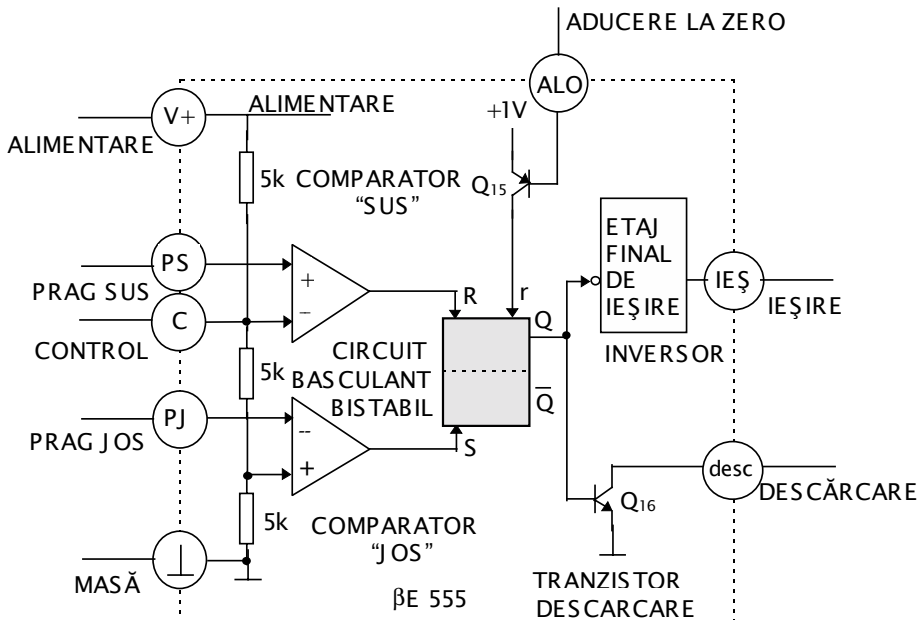 ADUCERE LA ZERO
ALO
V+
ALIMENTARE
+1V
ALIMENTARE
5k
COMPARATOR
“SUS”
Q15
ETAJ
FINAL
DE
IEŞIRE
PS
+
--
PRAG SUS
R
r
IEŞ
IEŞIRE
C
CONTROL
Q
INVERSOR
CIRCUIT
BASCULANT
BISTABIL
5k
Q̅
PJ
--
+
PRAG JOS
S
desc
DESCĂRCARE
Q16
5k
COMPARATOR
“JOS”
MASĂ
TRANZISTOR
DESCARCARE
βE 555